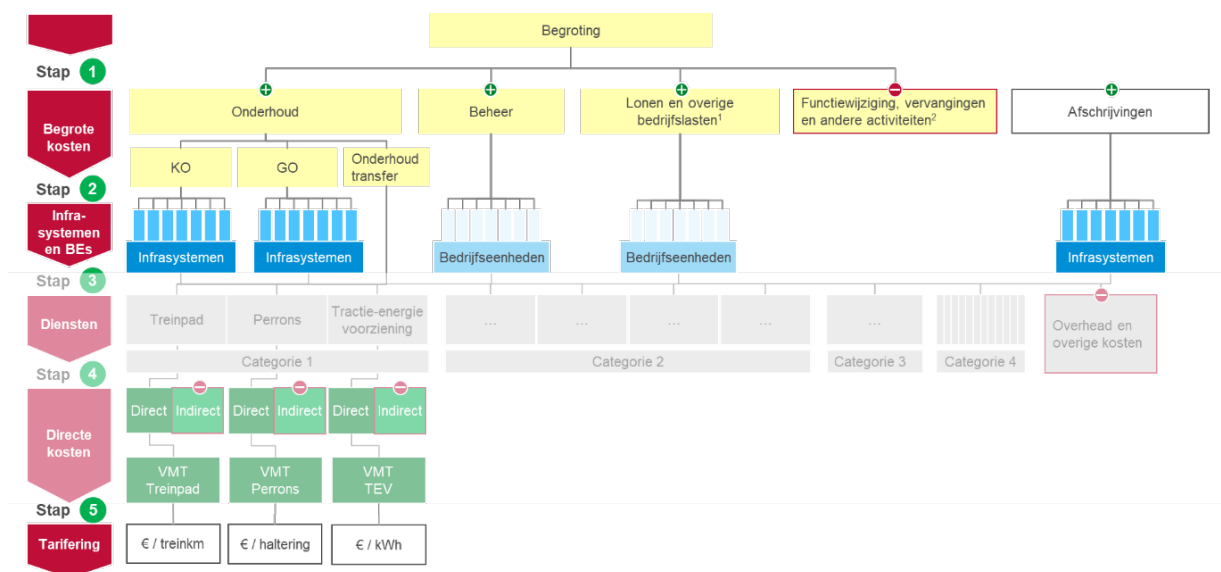 Begroting
Stap 1
Begrote
kosten
Onderhoud
Beheer
Lonen en overige
bedrijfslasten1
Functiewijziging, vervangingen
en andere activiteiten2
Afschrijvingen
KO
GO
Onderhoud
transfer
Stap 2
Infra-
systemen
en BEs
Infrasystemen
Infrasystemen
Bedrijfseenheden
Bedrijfseenheden
Infrasystemen
Stap 3
Diensten
Treinpad
Perrons
Tractie-energie
voorziening
...
...
...
...
...
Overhead en
overige kosten
Categorie 1
Categorie 2
Categorie 3
Categorie 4
Stap 4
Directe
kosten
Direct
Indirect
Direct
Indirect
Direct
Indirect
VMT
Treinpad
VMT
Perrons
VMT
TEV
Stap 5
Tarifering
€ / treinkm
€ / haltering
€ / kWh